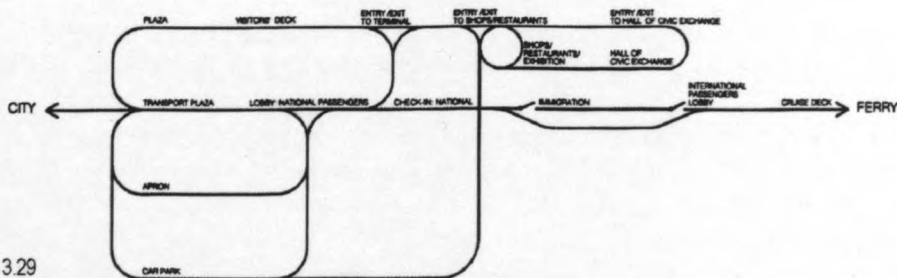 PLAZA
VISITORS' DECK
ENTRY/EXIT
TO TERMINAL
ENTRY/EXIT
TO SHOPS/RESTAURANTS
ENTRY/EXIT
TO HALL OF CIVIC EXCHANGE
SHOPS/
RESTAURANTS/
EXHIBITION
HALL OF
CIVIC EXCHANGE
CITY
TRANSPORT PLAZA
LOBBY: NATIONAL PASSENGERS
CHECK-IN: NATIONAL
IMMIGRATION
INTERNATIONAL
PASSENGERS
LOBBY
CRUISE DECK
FERRY
APRON
3.29
CAR PARK